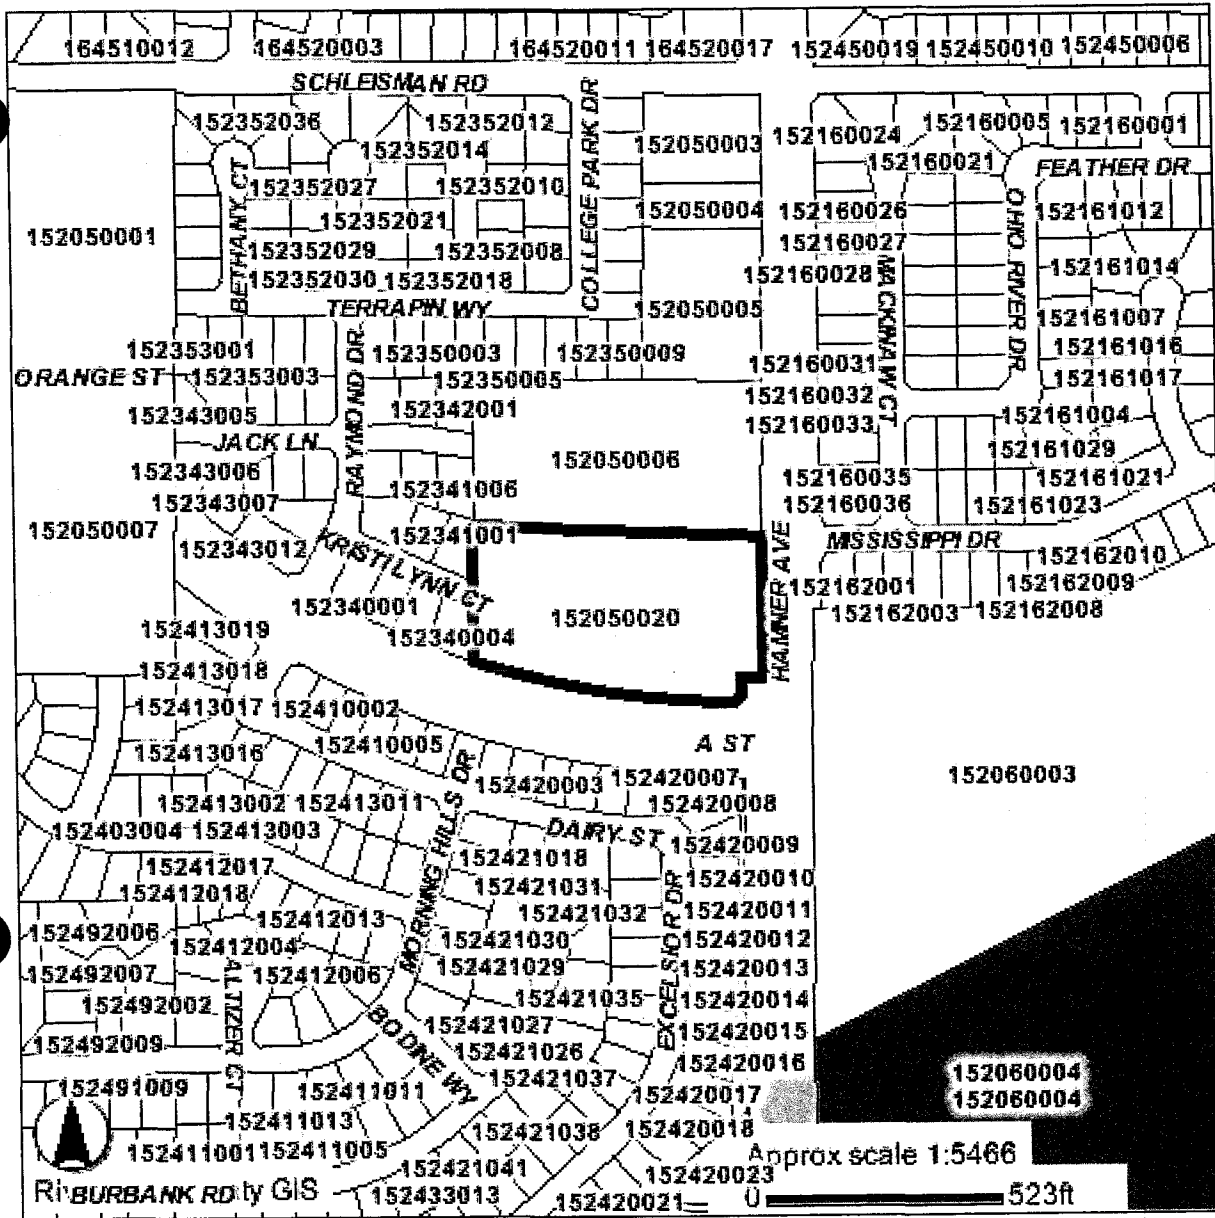 164510012 164520003 164520011 164520017 152450019 152450010 152450006
SCHLEISMAN RD
152352036 152352012 COLLEGE PARK DR 152050003 152160024 152160005 152160001
152352014 152160021 FEATHER DR
BETHANY CT 152352027 152352010 OHIO RIVER DR
152050001 152352021 152050004 152160026 152161012
152352029 152352008 152160027 MACKINAW CT
152352030 152352018 152160028 152161014
TERRAPIN WY 152050005 152161007
152353001 RAYMOND DR 152350003 152350009 152160031 152161016
ORANGE ST 152353003 152350005 152160032 152161017
152343005 152342001 152160033 152161004
JACK LN 152161029
152343006 152050006 152160035 152161021
152343007 152341006 152160036 152161023
152050007 152341001 HAMNER AVE MISSISSIPPI DR
152343012 KRISTI LYNN CT 152162010
152340001 152162001 152162009
152413019 152340004 152050020 152162003 152162008
152413018
152413017 152410002
152413016 152410005 A ST
MORNING HILLS DR 152420003 152420007 152060003
152413002 152413011 152420008
152403004 152413003 DAIRY ST 152420009
152412017 152421018 152420010
152412018 152421031 EXCELSIOR DR
152492006 152412013 152421032 152420011
152412004 152421030 152420012
152492007 152412006 152421029 152420013
152492002 ALTIZER CT 152421035 152420014
152492009 BODINE WY 152421027 152420015
152421026 152420016
152491009 152411011 152421037 152420017 152060004
152060004
152411013 152421038 152420018
152411001 152411005 152421041 Approx scale 1:5466
152420023
Ri BURBANK RD ty GIS 152433013 152420021 0 523ft